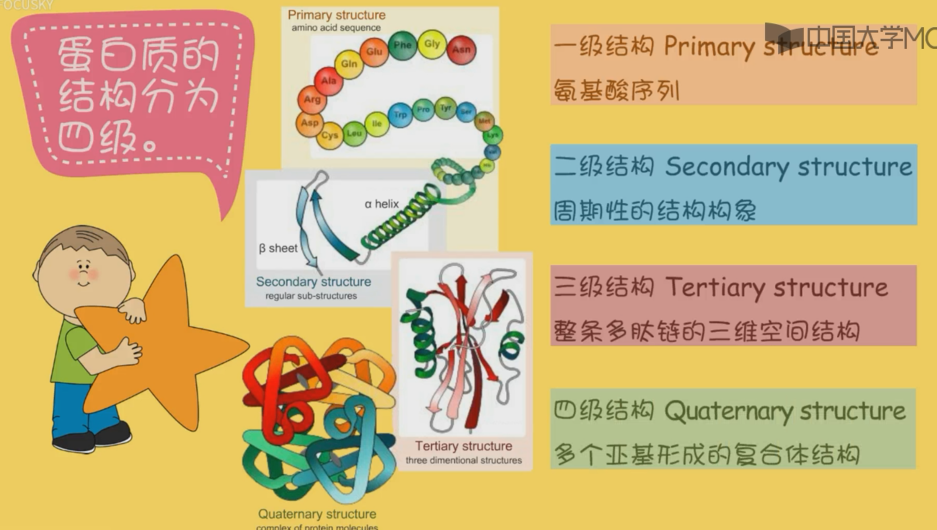 FOCUSKY
蛋白质的
结构分为
四级。
Primary structure
amino acid sequence
Asn
Gly
Phe
Glu
Gln
Ala
Arg
Asp
Cys
Leu
Ile
Trp
Pro
Tyr
Ser
Met
Lys
α helix
β sheet
Secondary structure
regular sub-structures
Tertiary structure
three dimentional structures
Quaternary structure
complex of protein molecules
中国大学MO
一级结构 Primary structure
氨基酸序列
二级结构 Secondary structure
周期性的结构构象
三级结构 Tertiary structure
整条多肽链的三维空间结构
四级结构 Quaternary structure
多个亚基形成的复合体结构